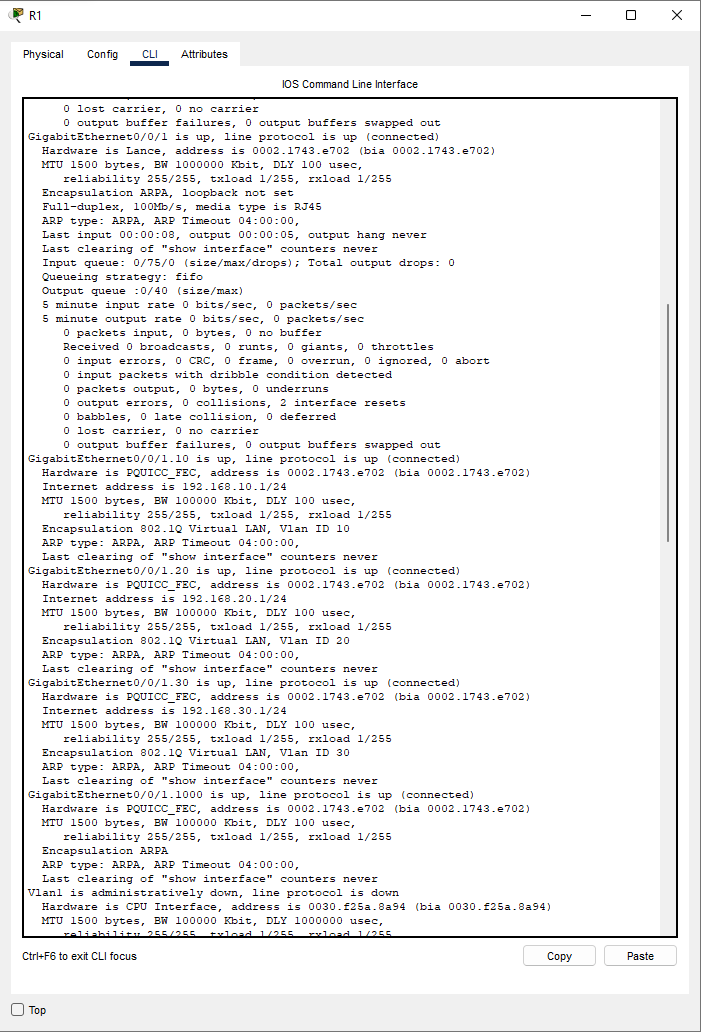 R1
Physical Config CLI Attributes
IOS Command Line Interface
0 lost carrier, 0 no carrier
0 output buffer failures, 0 output buffers swapped out
GigabitEthernet0/0/1 is up, line protocol is up (connected)
Hardware is Lance, address is 0002.1743.e702 (bia 0002.1743.e702)
MTU 1500 bytes, BW 1000000 Kbit, DLY 100 usec,
reliability 255/255, txload 1/255, rxload 1/255
Encapsulation ARPA, loopback not set
Full-duplex, 100Mb/s, media type is RJ45
ARP type: ARPA, ARP Timeout 04:00:00,
Last input 00:00:08, output 00:00:05, output hang never
Last clearing of "show interface" counters never
Input queue: 0/75/0 (size/max/drops); Total output drops: 0
Queueing strategy: fifo
Output queue :0/40 (size/max)
5 minute input rate 0 bits/sec, 0 packets/sec
5 minute output rate 0 bits/sec, 0 packets/sec
0 packets input, 0 bytes, 0 no buffer
Received 0 broadcasts, 0 runts, 0 giants, 0 throttles
0 input errors, 0 CRC, 0 frame, 0 overrun, 0 ignored, 0 abort
0 input packets with dribble condition detected
0 packets output, 0 bytes, 0 underruns
0 output errors, 0 collisions, 2 interface resets
0 babbles, 0 late collision, 0 deferred
0 lost carrier, 0 no carrier
0 output buffer failures, 0 output buffers swapped out
GigabitEthernet0/0/1.10 is up, line protocol is up (connected)
Hardware is PQUICC_FEC, address is 0002.1743.e702 (bia 0002.1743.e702)
Internet address is 192.168.10.1/24
MTU 1500 bytes, BW 100000 Kbit, DLY 100 usec,
reliability 255/255, txload 1/255, rxload 1/255
Encapsulation 802.1Q Virtual LAN, Vlan ID 10
ARP type: ARPA, ARP Timeout 04:00:00,
Last clearing of "show interface" counters never
GigabitEthernet0/0/1.20 is up, line protocol is up (connected)
Hardware is PQUICC_FEC, address is 0002.1743.e702 (bia 0002.1743.e702)
Internet address is 192.168.20.1/24
MTU 1500 bytes, BW 100000 Kbit, DLY 100 usec,
reliability 255/255, txload 1/255, rxload 1/255
Encapsulation 802.1Q Virtual LAN, Vlan ID 20
ARP type: ARPA, ARP Timeout 04:00:00,
Last clearing of "show interface" counters never
GigabitEthernet0/0/1.30 is up, line protocol is up (connected)
Hardware is PQUICC_FEC, address is 0002.1743.e702 (bia 0002.1743.e702)
Internet address is 192.168.30.1/24
MTU 1500 bytes, BW 100000 Kbit, DLY 100 usec,
reliability 255/255, txload 1/255, rxload 1/255
Encapsulation 802.1Q Virtual LAN, Vlan ID 30
ARP type: ARPA, ARP Timeout 04:00:00,
Last clearing of "show interface" counters never
GigabitEthernet0/0/1.1000 is up, line protocol is up (connected)
Hardware is PQUICC_FEC, address is 0002.1743.e702 (bia 0002.1743.e702)
MTU 1500 bytes, BW 100000 Kbit, DLY 100 usec,
reliability 255/255, txload 1/255, rxload 1/255
Encapsulation ARPA
ARP type: ARPA, ARP Timeout 04:00:00,
Last clearing of "show interface" counters never
Vlan1 is administratively down, line protocol is down
Hardware is CPU Interface, address is 0030.f25a.8a94 (bia 0030.f25a.8a94)
MTU 1500 bytes, BW 100000 Kbit, DLY 1000000 usec,
reliability 255/255, txload 1/255, rxload 1/255
Ctrl+F6 to exit CLI focus
Copy Paste
Top